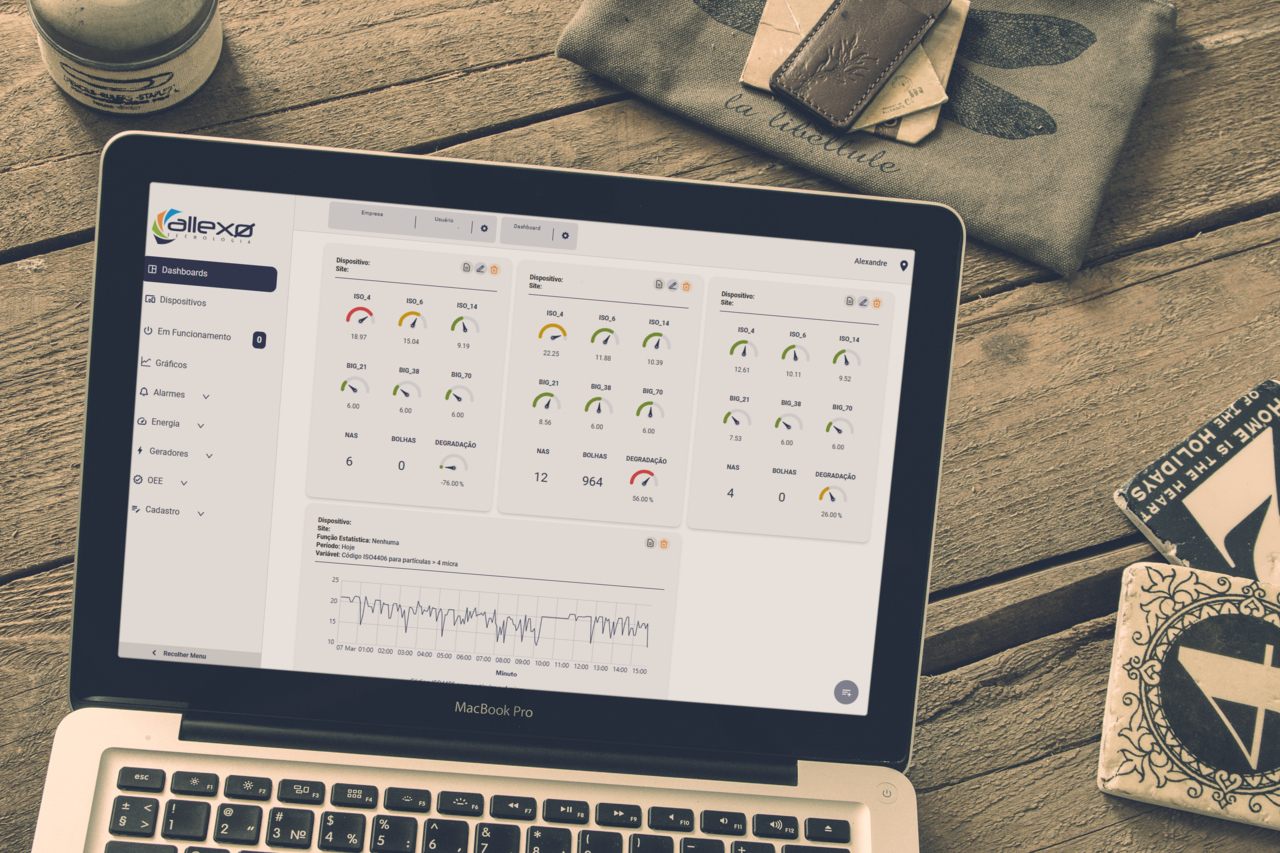 la libellule
HOME IS THE HEART
OF THE HOLIDAYS
allexo
TECNOLOGIA
Empresa
Usuário
Dashboard
Alexandre
Dashboards
Dispositivos
Em Funcionamento 0
Gráficos
Alarmes
Energia
Geradores
OEE
Cadastro
Recolher Menu
Dispositivo:
Site:
ISO_4 ISO_6 ISO_14
18.97 15.04 9.19
BIG_21 BIG_38 BIG_70
6.00 6.00 6.00
NAS BOLHAS DEGRADAÇÃO
6 0 -76.00 %
Dispositivo:
Site:
ISO_4 ISO_6 ISO_14
22.25 11.88 10.39
BIG_21 BIG_38 BIG_70
8.56 6.00 6.00
NAS BOLHAS DEGRADAÇÃO
12 964 56.00 %
Dispositivo:
Site:
ISO_4 ISO_6 ISO_14
12.61 10.11 9.52
BIG_21 BIG_38 BIG_70
7.53 6.00 6.00
NAS BOLHAS DEGRADAÇÃO
4 0 26.00 %
Dispositivo:
Site:
Função Estatística: Nenhuma
Período: Hoje
Variável: Código ISO4406 para partículas > 4 micra
25
20
15
10
07 Mar 01:00 02:00 03:00 04:00 05:00 06:00 07:00 08:00 09:00 10:00 11:00 12:00 13:00 14:00 15:00
Minuto
MacBook Pro
esc F1 F2 F3 F4 F5 F6 F7 F8 F9 F10 F11 F12
± < § > ! 1 @ 2 " # 3 № $ 4 % % 5 : ^ 6 , & 7 * 8